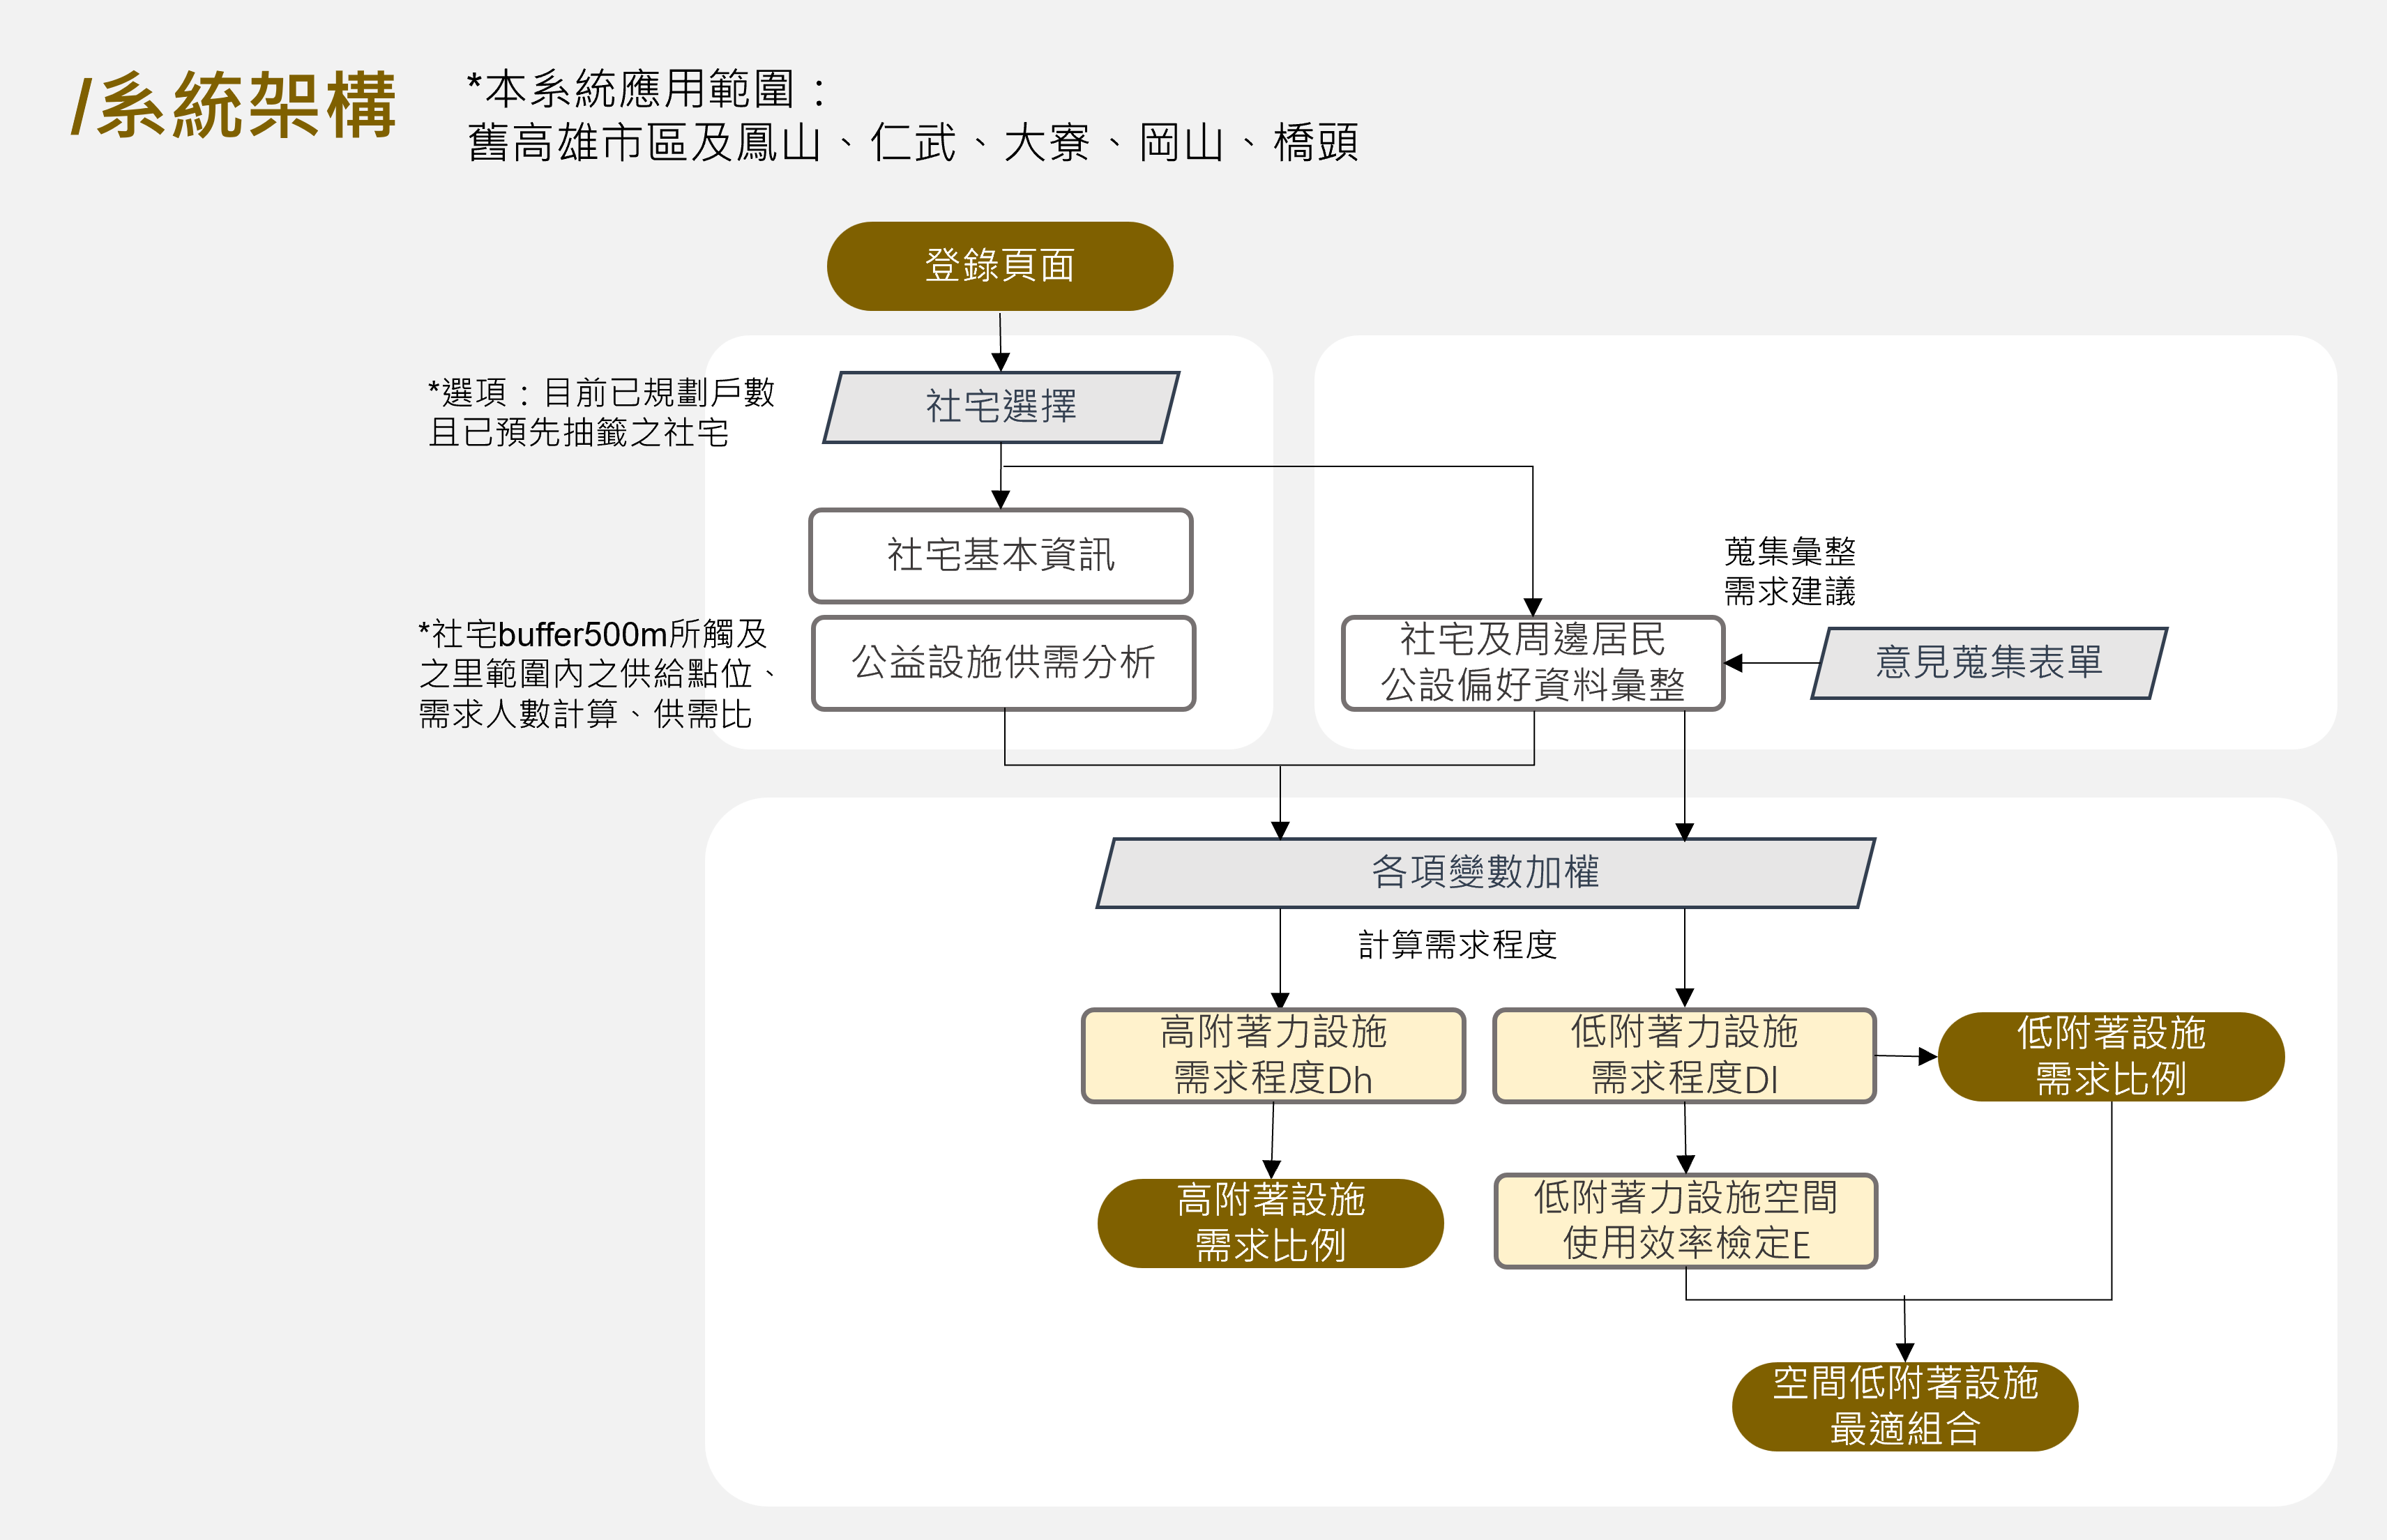 /系統架構
*本系統應用範圍：
舊高雄市區及鳳山、仁武、大寮、岡山、橋頭
登錄頁面
*選項：目前已規劃戶數
且已預先抽籤之社宅
社宅選擇
社宅基本資訊
*社宅buffer500m所觸及
之里範圍內之供給點位、
需求人數計算、供需比
公益設施供需分析
社宅及周邊居民
公設偏好資料彙整
蒐集彙整
需求建議
意見蒐集表單
各項變數加權
計算需求程度
高附著力設施
需求程度Dh
低附著力設施
需求程度Dl
低附著設施
需求比例
高附著設施
需求比例
低附著力設施空間
使用效率檢定E
空間低附著設施
最適組合